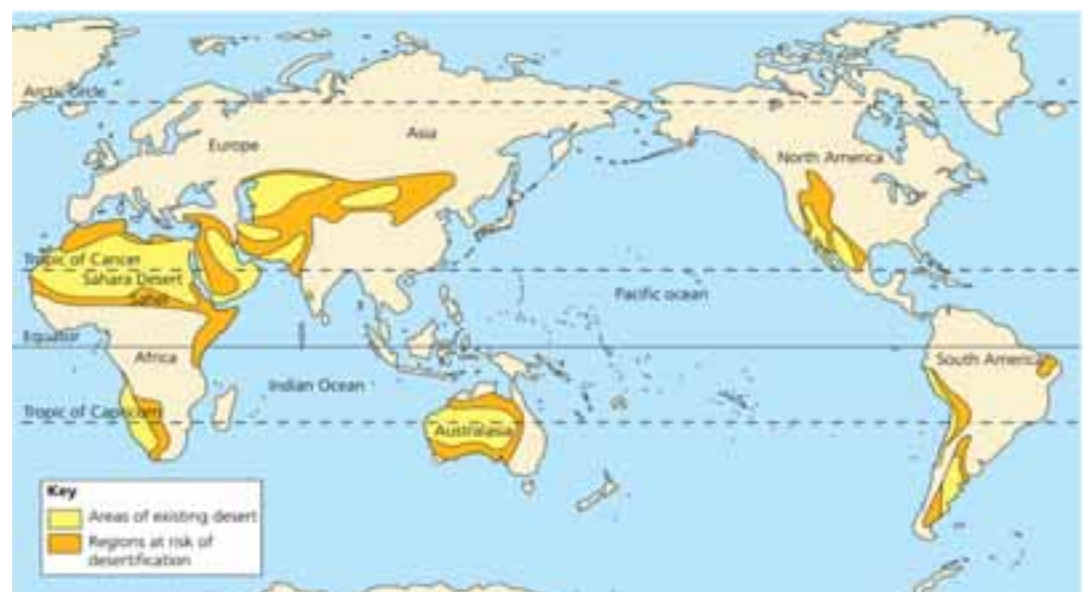 Arctic Circle
Europe
Asia
North America
Tropic of Cancer
Sahara Desert
Sahel
Pacific ocean
Equator
Africa
South America
Indian Ocean
Tropic of Capricorn
Australasia
Key
Areas of existing desert
Regions at risk of
desertification